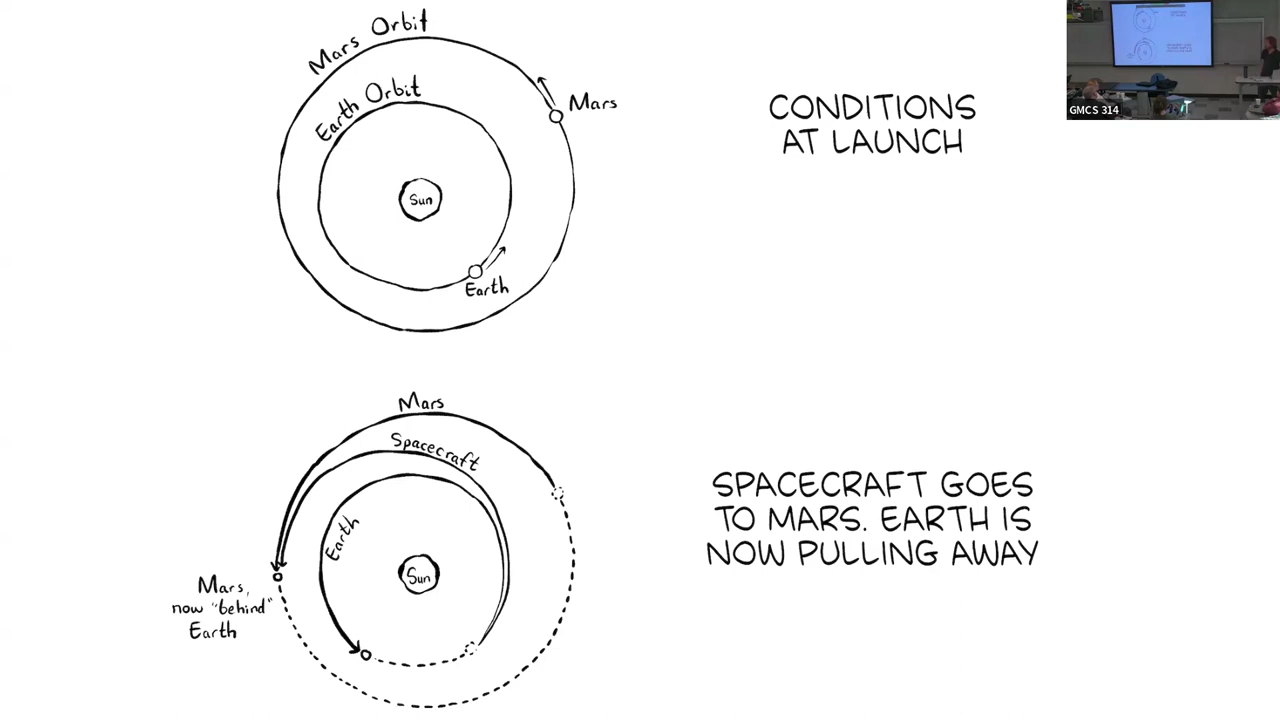 Mars Orbit
Earth Orbit
Mars
Sun
Earth
CONDITIONS
AT LAUNCH
GMCS 314
Mars
Spacecraft
Earth
Sun
Mars,
now "behind"
Earth
SPACECRAFT GOES
TO MARS. EARTH IS
NOW PULLING AWAY